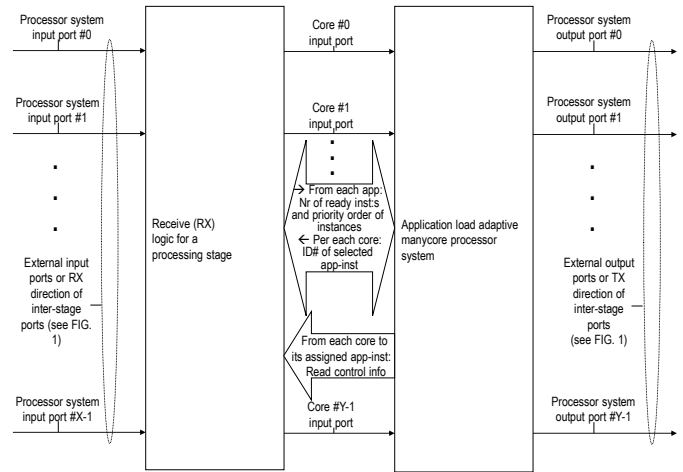 Processor system
input port #0
Core #0
input port
Processor system
output port #0
Processor system
input port #1
Core #1
input port
Processor system
output port #1
→ From each app:
Nr of ready inst:s
and priority order of
instances
← Per each core:
ID# of selected
app-inst
Receive (RX)
logic for a
processing stage
Application load adaptive
manycore processor
system
External input
ports or RX
direction of
inter-stage
ports (see FIG.
1)
External output
ports or TX
direction of
inter-stage
ports
(see FIG. 1)
From each core to
its assigned app-inst:
Read control info
Processor system
input port #X-1
Core #Y-1
input port
Processor system
output port #Y-1